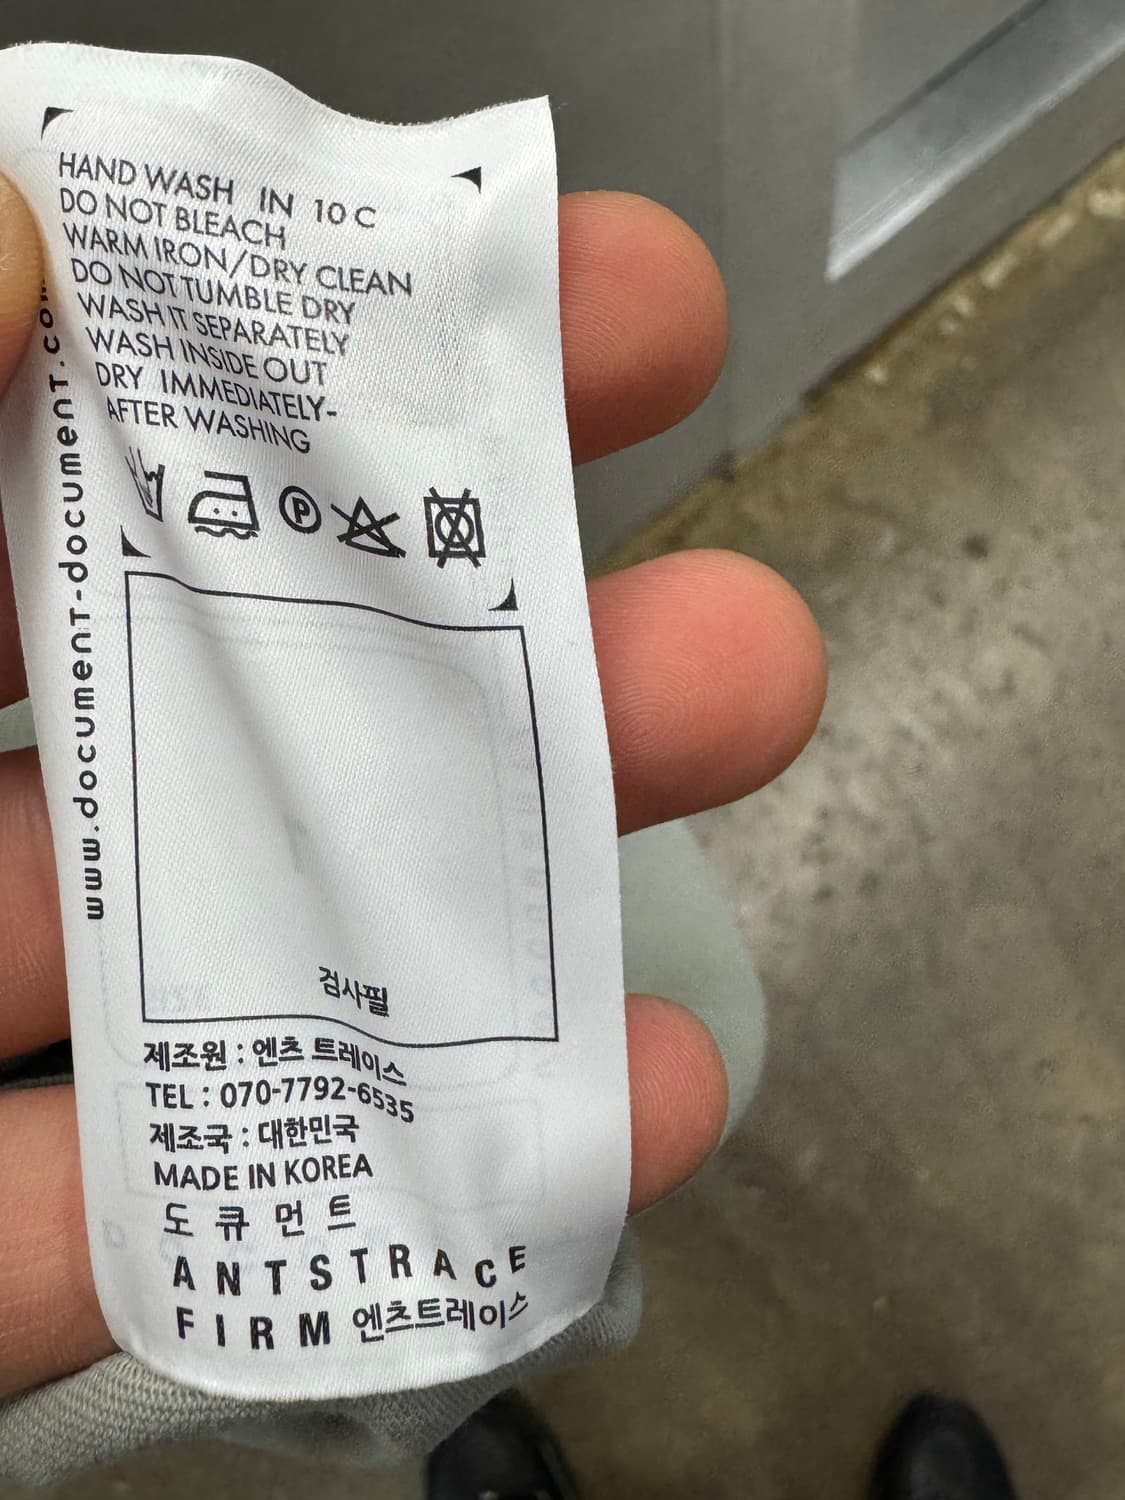 HAND WASH IN 10 C
DO NOT BLEACH
WARM IRON/DRY CLEAN
DO NOT TUMBLE DRY
WASH IT SEPARATELY
WASH INSIDE OUT
DRY IMMEDIATELY-
AFTER WASHING
P
www.document-document.com
검사필
제조원 : 엔츠 트레이스
TEL : 070-7792-6535
제조국 : 대한민국
MADE IN KOREA
도큐먼트
ANTSTRACE
FIRM 엔츠트레이스